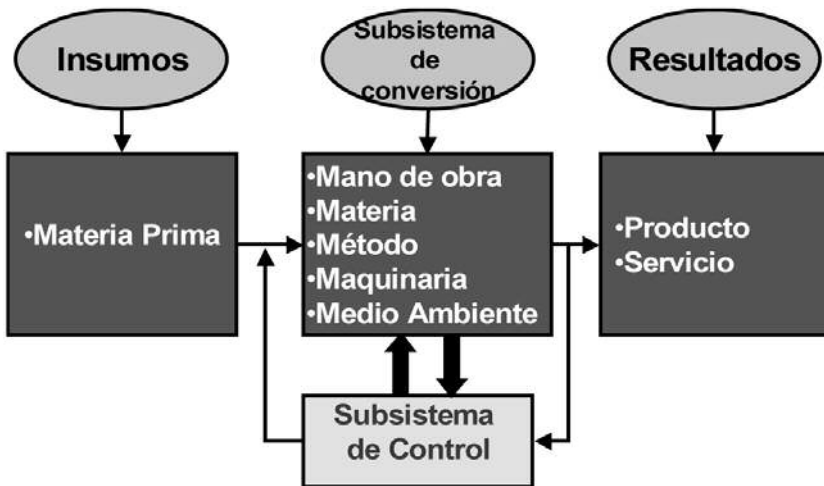 Insumos
Subsistema
de
conversión
Resultados
•Materia Prima
•Mano de obra
•Materia
•Método
•Maquinaria
•Medio Ambiente
•Producto
•Servicio
Subsistema
de Control